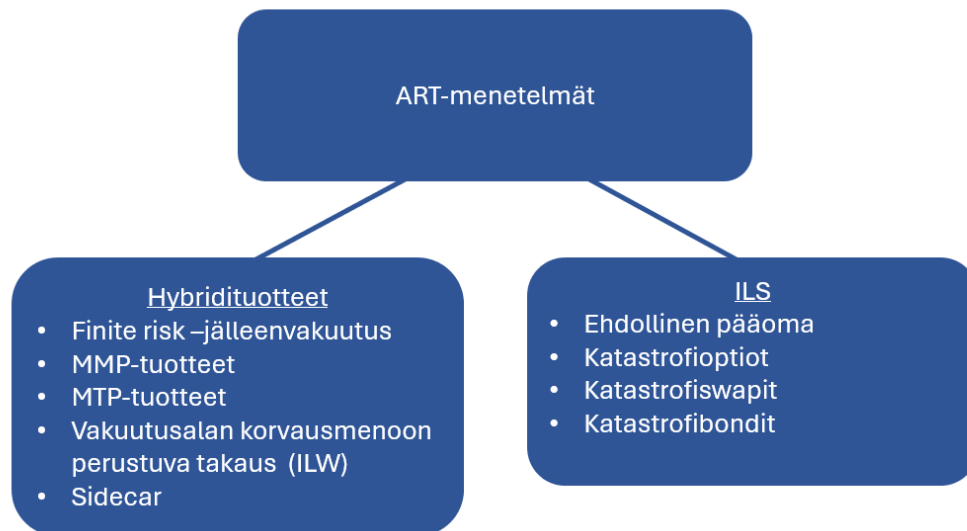 ART-menetelmät
Hybridituotteet
• Finite risk –jälleenvakuutus
• MMP-tuotteet
• MTP-tuotteet
• Vakuutusalan korvausmenoon
perustuva takaus (ILW)
• Sidecar
ILS
• Ehdollinen pääoma
• Katastrofioptiot
• Katastrofiswapit
• Katastrofibondit